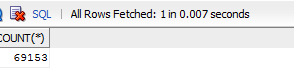 SQL | All Rows Fetched: 1 in 0.007 seconds
COUNT(*)
69153